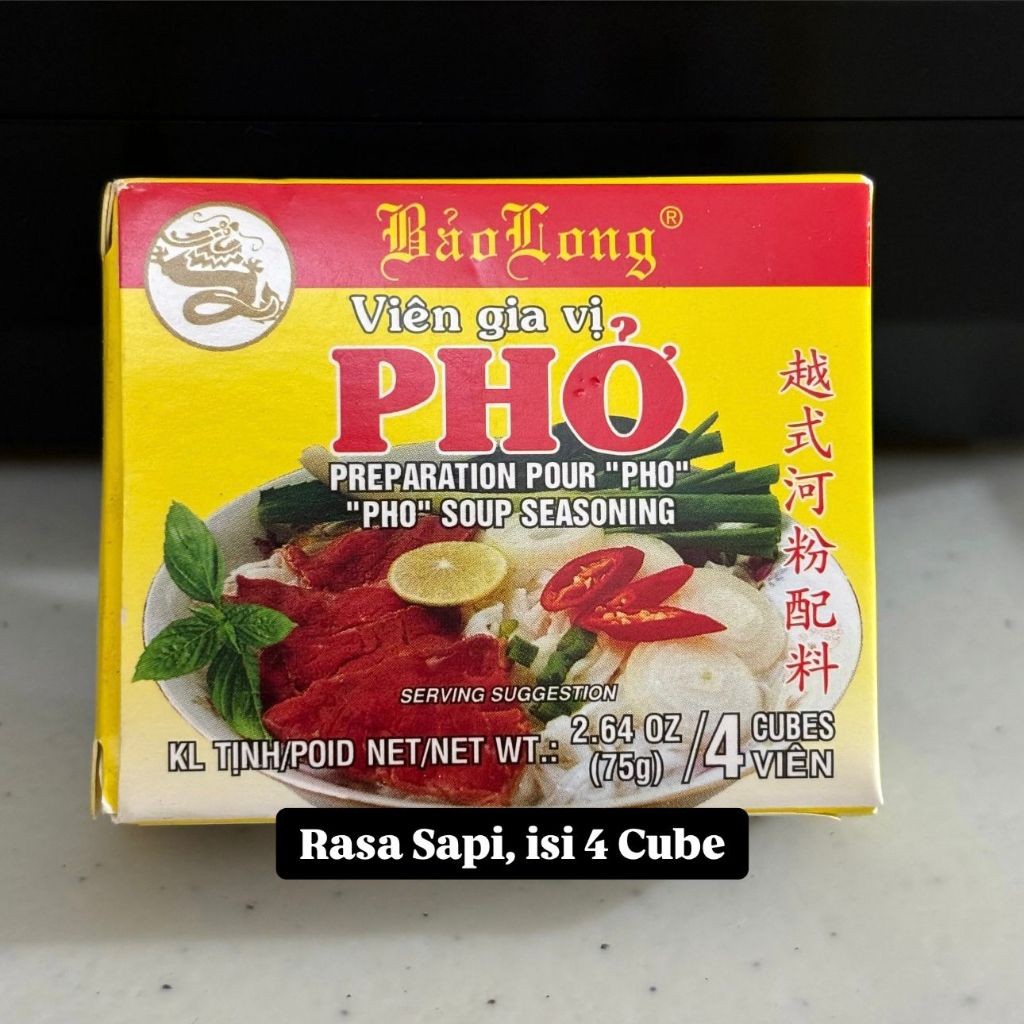 BảoLong®
Viên gia vị
PHỞ
PREPARATION POUR "PHO"
"PHO" SOUP SEASONING
越式河粉配料
SERVING SUGGESTION
KL TỊNH/POID NET/NET WT.: 2.64 OZ (75g) /4 CUBES VIÊN
Rasa Sapi, isi 4 Cube